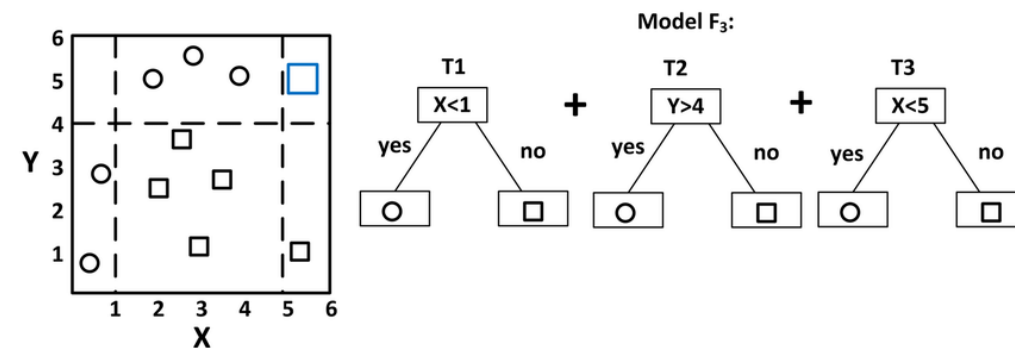 Model F₃:
6
5
4
3
2
1
Y
1 2 3 4 5 6
X
T1
X<1
yes
no
+
T2
Y>4
yes
no
+
T3
X<5
yes
no